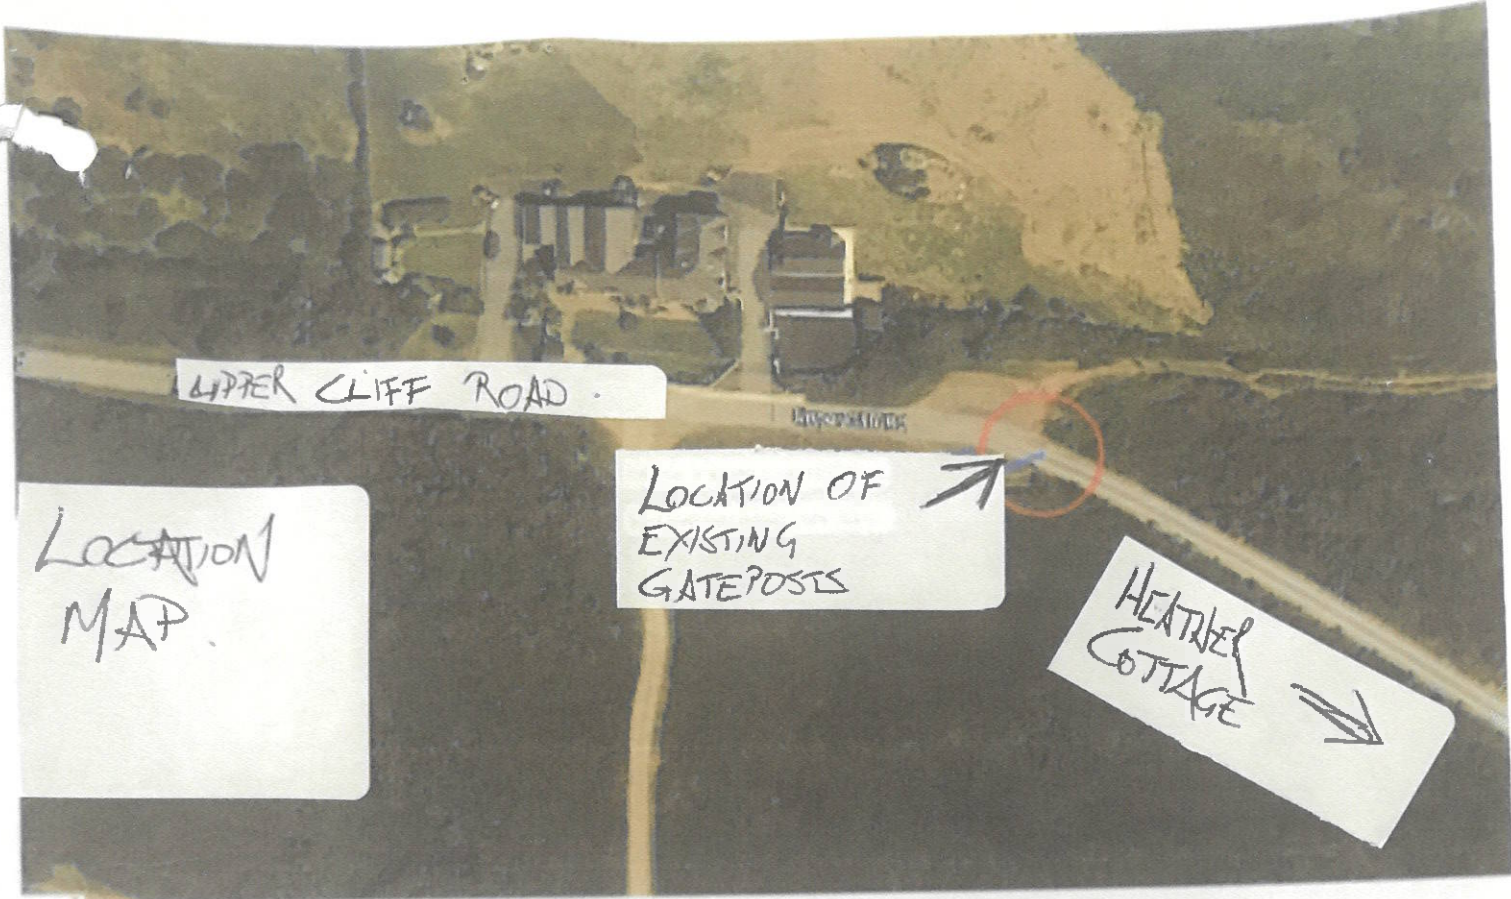 UPPER CLIFF ROAD.
LOCATION OF
EXISTING
GATEPOSTS
LOCATION
MAP.
HEATHER
COTTAGE